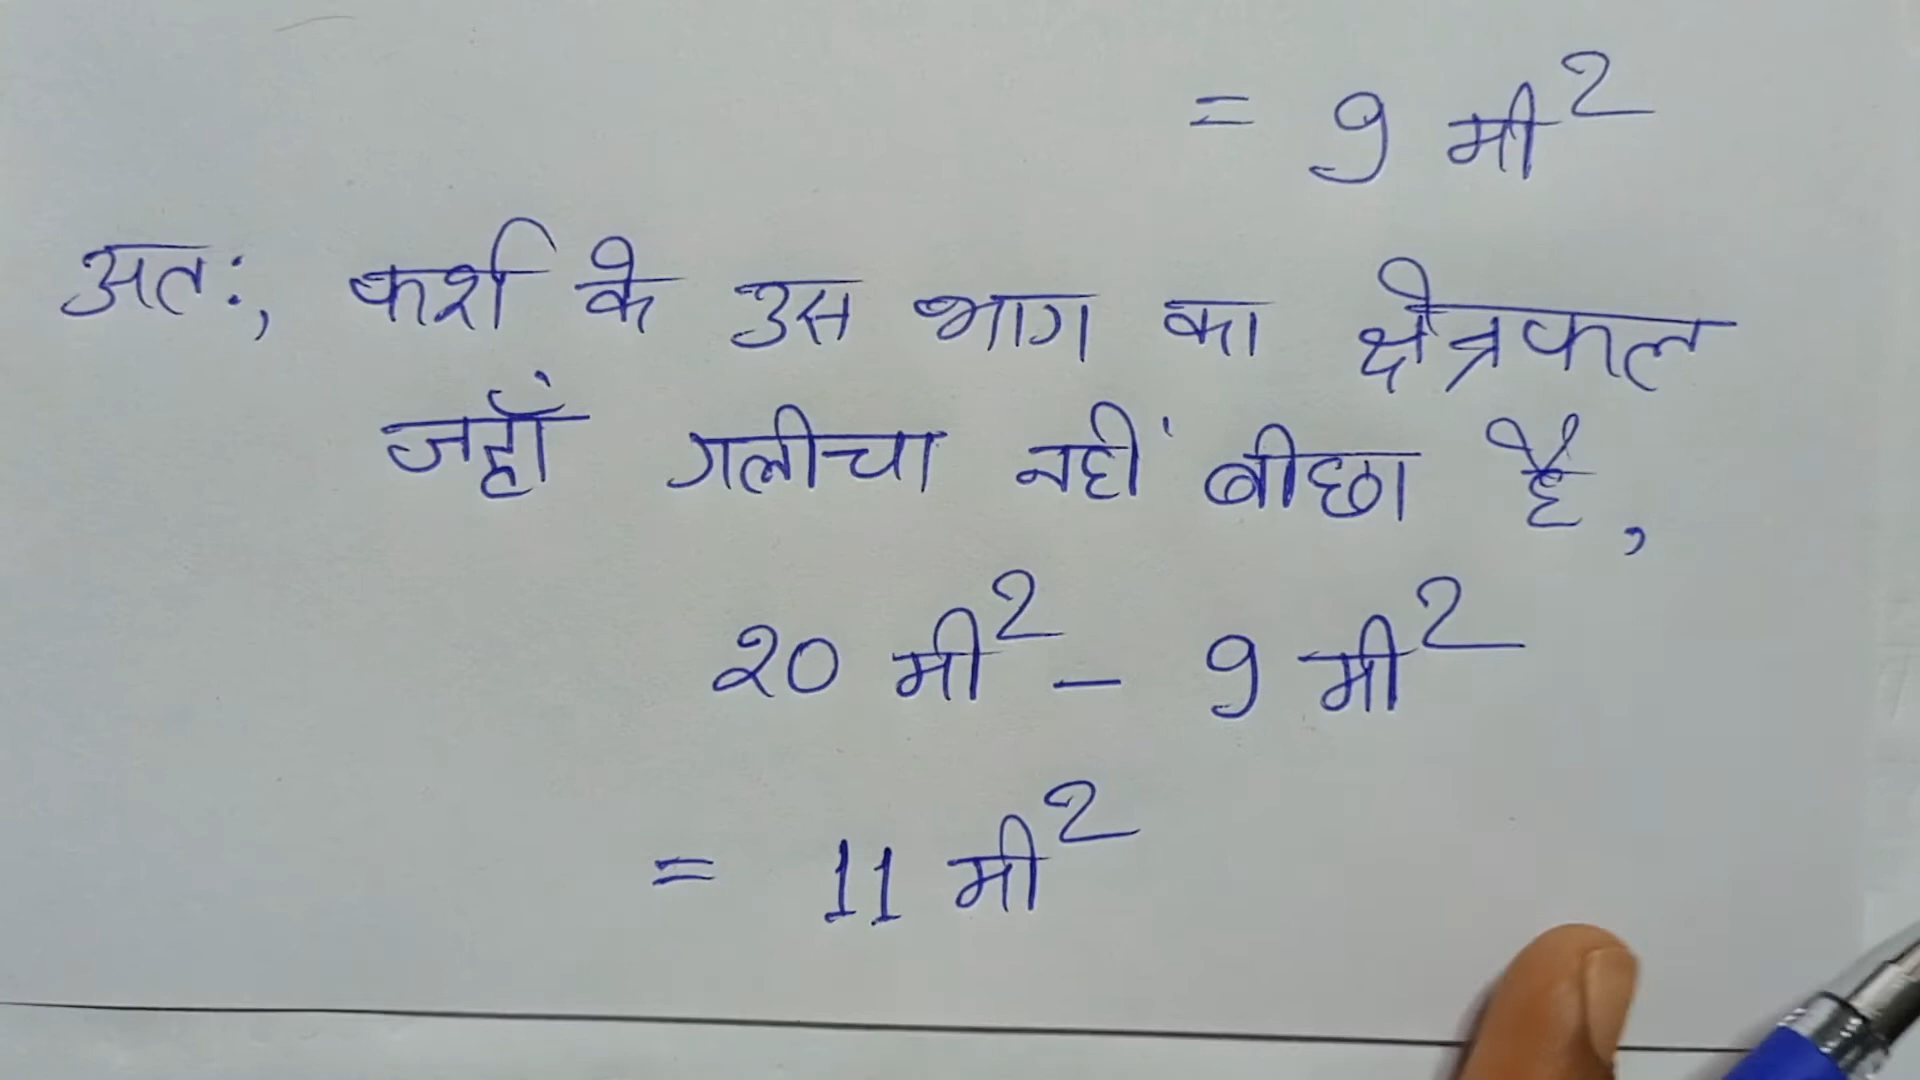 = 9 मी²
अतः, फर्श के उस भाग का क्षेत्रफल
जहाँ गलीचा नहीं बीछा है,
20 मी² - 9 मी²
= 11 मी²